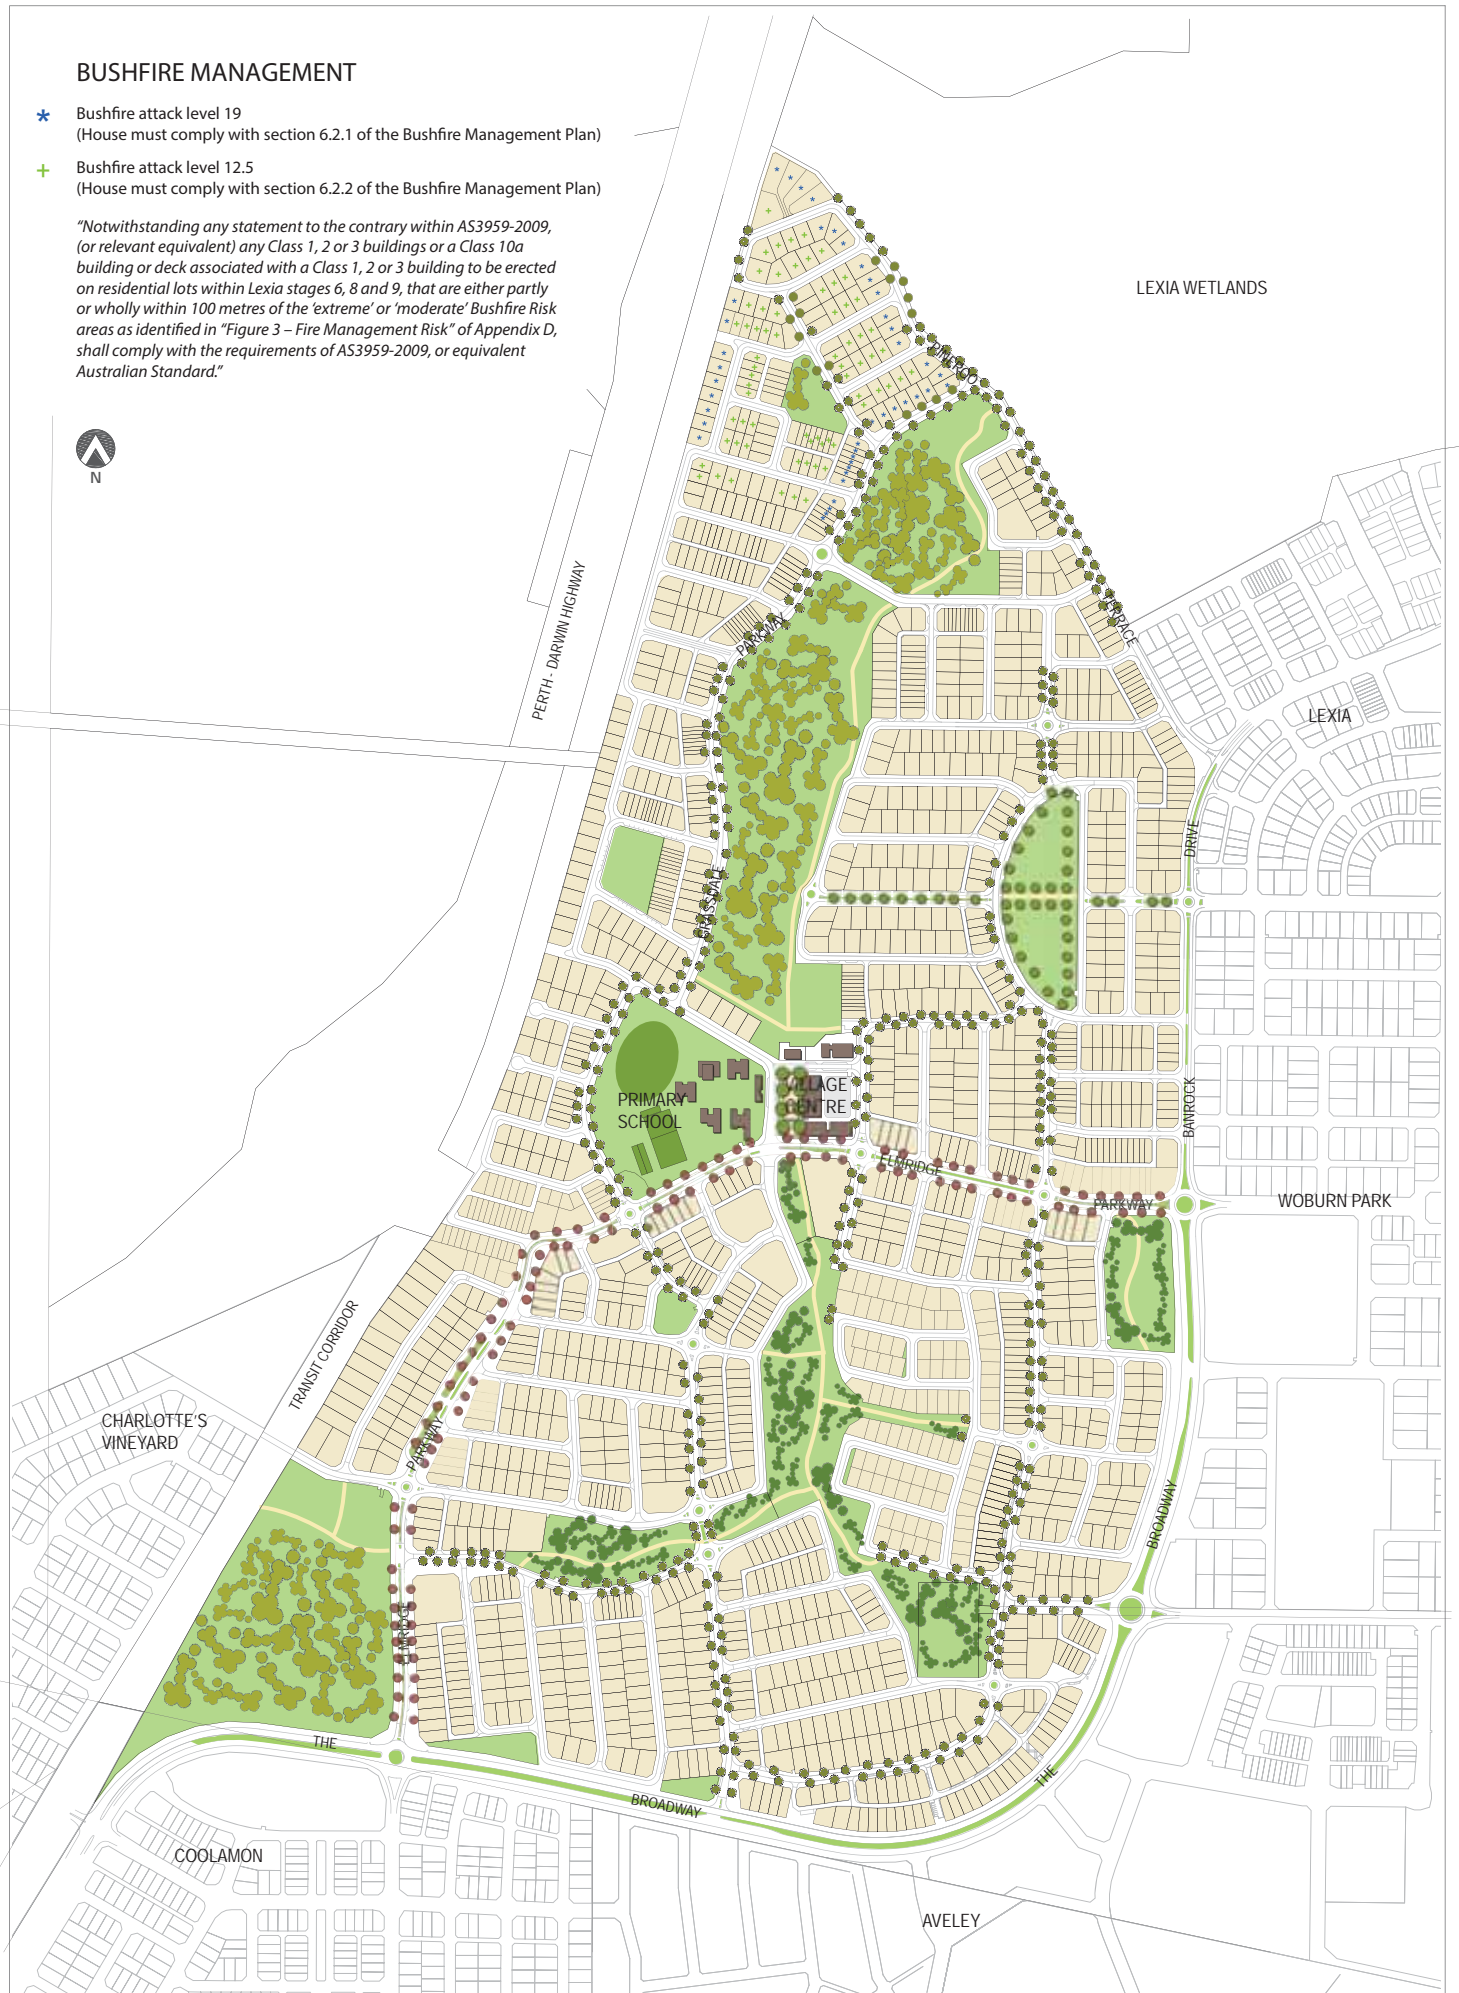 BUSHFIRE MANAGEMENT
* Bushfire attack level 19
(House must comply with section 6.2.1 of the Bushfire Management Plan)
+ Bushfire attack level 12.5
(House must comply with section 6.2.2 of the Bushfire Management Plan)
“Notwithstanding any statement to the contrary within AS3959-2009,
(or relevant equivalent) any Class 1, 2 or 3 buildings or a Class 10a
building or deck associated with a Class 1, 2 or 3 building to be erected
on residential lots within Lexia stages 6, 8 and 9, that are either partly
or wholly within 100 metres of the ‘extreme’ or ‘moderate’ Bushfire Risk
areas as identified in “Figure 3 – Fire Management Risk” of Appendix D,
shall comply with the requirements of AS3959-2009, or equivalent
Australian Standard.”
N
LEXIA WETLANDS
PINEROO
TERRACE
PERTH - DARWIN HIGHWAY
PARKWAY
LEXIA
DRIVE
GRASSDALE
PRIMARY
SCHOOL
VILLAGE
CENTRE
BANROCK
ELMRIDGE
PARKWAY
WOBURN PARK
TRANSIT CORRIDOR
CHARLOTTE'S
VINEYARD
PARKWAY
BROADWAY
ELMRIDGE
THE
BROADWAY
THE
COOLAMON
AVELEY